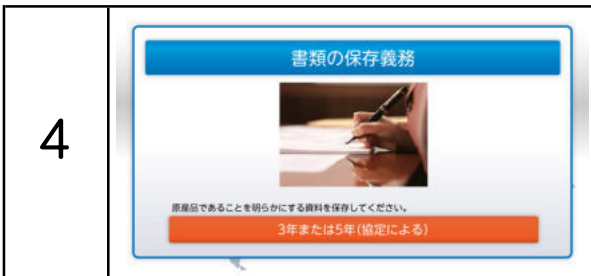 4
書類の保存義務
原産品であることを明らかにする資料を保存してください。
3年または5年(協定による)